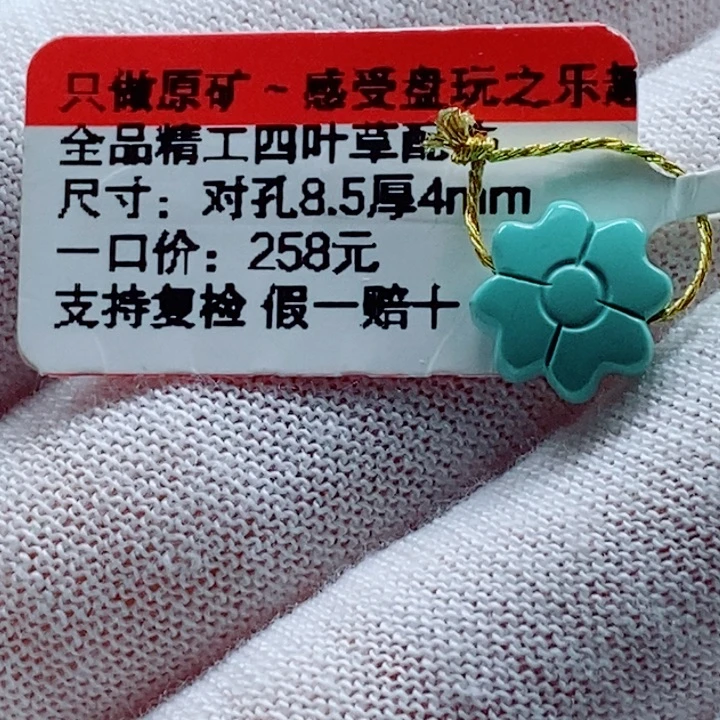 只做原矿~感受盘玩之乐趣
全品精工四叶草配
尺寸：对孔8.5厚4mm
一口价：258元
支持复检 假一赔十